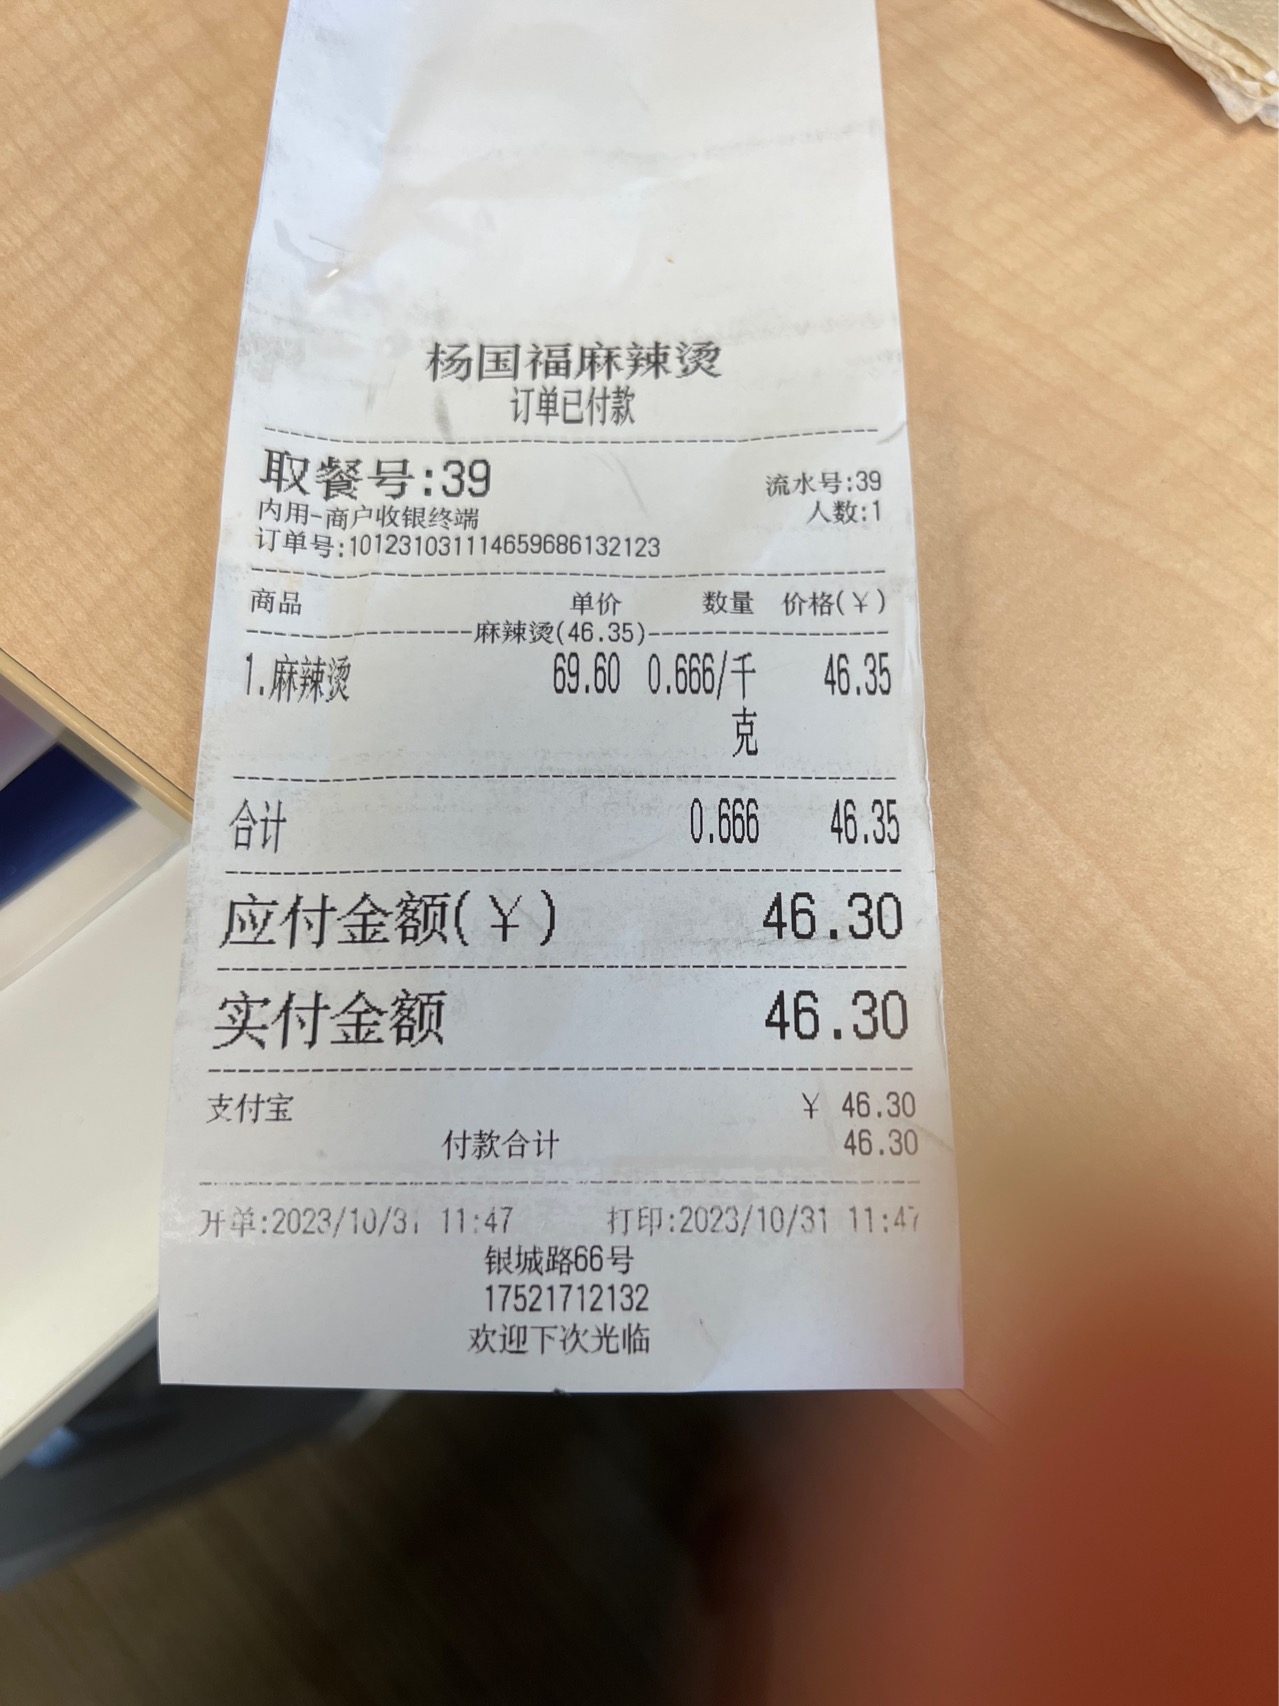 杨国福麻辣烫
订单已付款
取餐号:39 流水号:39
内用-商户收银终端 人数:1
订单号:101231031114659686132123
商品 单价 数量 价格(¥)
麻辣烫(46.35)
1.麻辣烫 69.60 0.666/千克 46.35
合计 0.666 46.35
应付金额(¥) 46.30
实付金额 46.30
支付宝 ¥ 46.30
付款合计 46.30
开单:2023/10/31 11:47 打印:2023/10/31 11:47
银城路66号
17521712132
欢迎下次光临